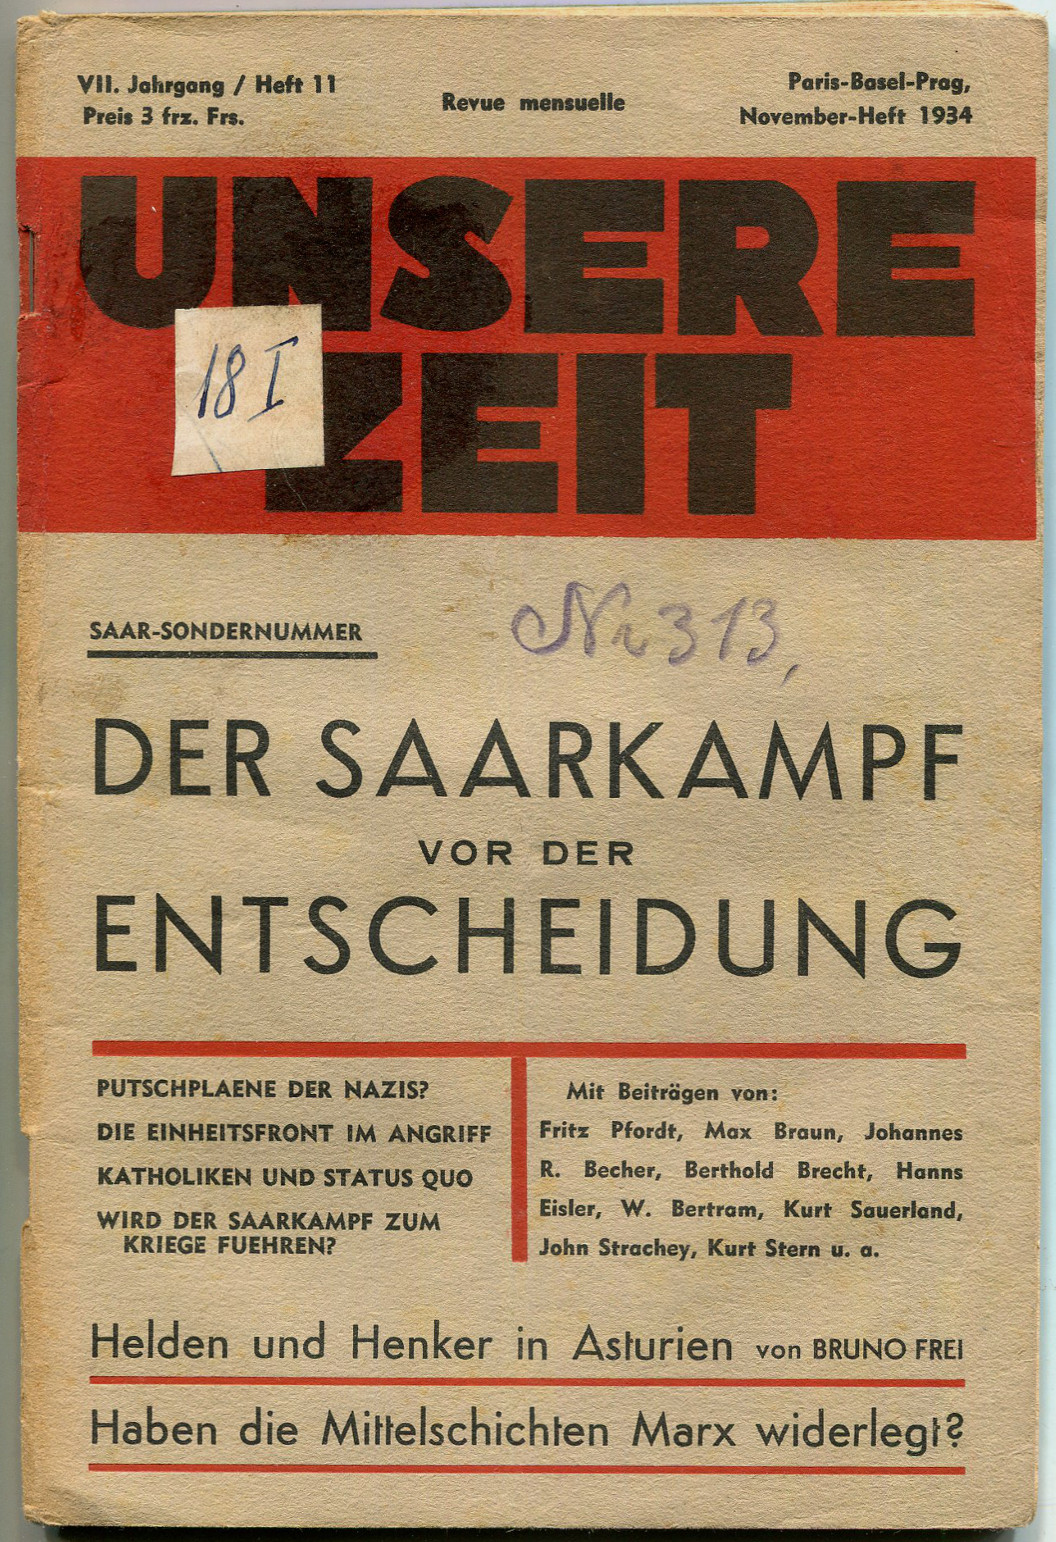 VII. Jahrgang / Heft 11
Preis 3 frz. Frs.
Revue mensuelle
Paris-Basel-Prag,
November-Heft 1934
UNSERE
ZEIT
18 I
SAAR-SONDERNUMMER
Nr 313,
DER SAARKAMPF
VOR DER
ENTSCHEIDUNG
PUTSCHPLAENE DER NAZIS?
DIE EINHEITSFRONT IM ANGRIFF
KATHOLIKEN UND STATUS QUO
WIRD DER SAARKAMPF ZUM
KRIEGE FUEHREN?
Mit Beiträgen von:
Fritz Pfordt, Max Braun, Johannes
R. Becher, Berthold Brecht, Hanns
Eisler, W. Bertram, Kurt Sauerland,
John Strachey, Kurt Stern u. a.
Helden und Henker in Asturien von BRUNO FREI
Haben die Mittelschichten Marx widerlegt?